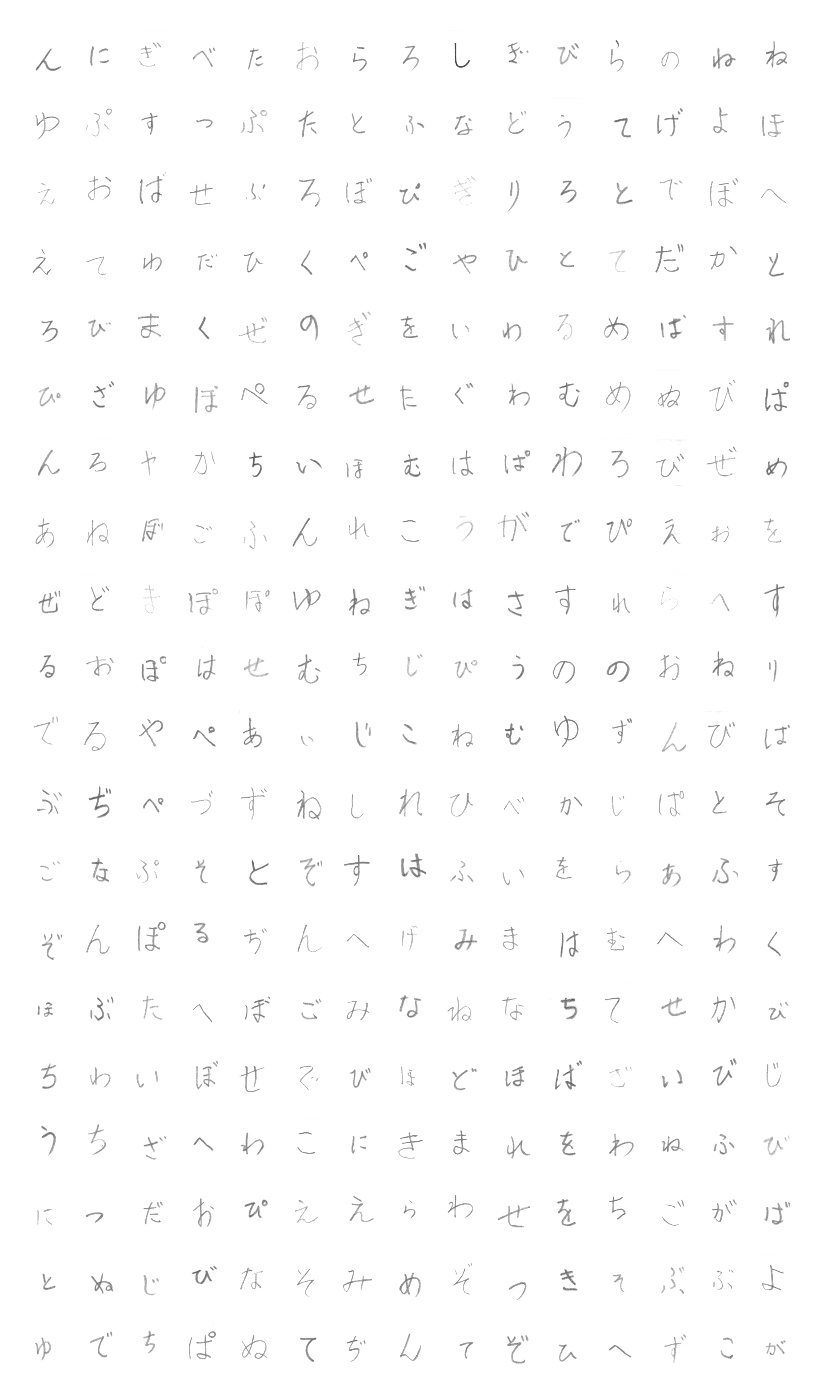 んにぎべたおらろしぎびらのねね
ゆぷすっぷたとふなどうてげよほ
えおばせぶろぼぴぎりろとでぼへ
えてわだひくぺごやひとてだかと
ろびまくぜのぎをいわるめばすれ
ぴざゆぼぺるせたぐわむめぬびぱ
んろやかちいほむはぱわろびぜめ
あねぼごふんれこうがでぴえぉを
ぜどまぽぽゆねぎはさすれらへす
るおぽはせむちじぴうののおねり
でるやぺあぃじこねむゆずんびば
ぶぢぺづずねしれひべかじぱとそ
ごなぷそとぞすはふいをらあふす
ぞんぽるぢんへげみまはむへわく
ほぶたへぼごみなねなちてせかび
ちわいぼせでびほどほばごいびじ
うちざへわこにきまれをわねふび
にっだおぴええらわせをちごがば
とぬじびなそみめぞっきそぶぶよ
ゅでちぱぬてぢんてぞひへずこが